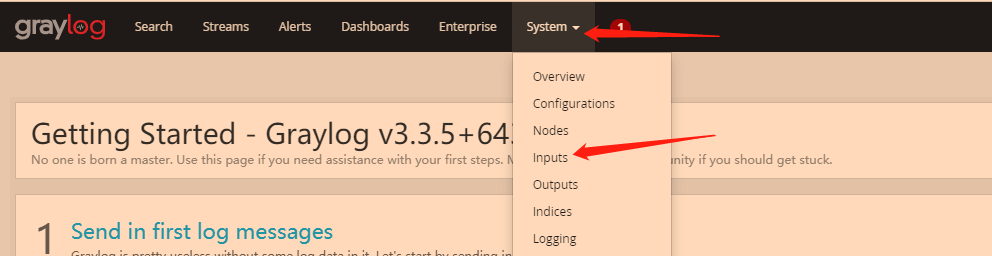 graylog Search Streams Alerts Dashboards Enterprise System 1
Overview
Configurations
Nodes
Inputs
Outputs
Indices
Logging
Getting Started - Graylog v3.3.5+64
No one is born a master. Use this page if you need assistance with your first steps. unity if you should get stuck.
1 Send in first log messages
Graylog is pretty useless without some log data in it. Let's start by sending in